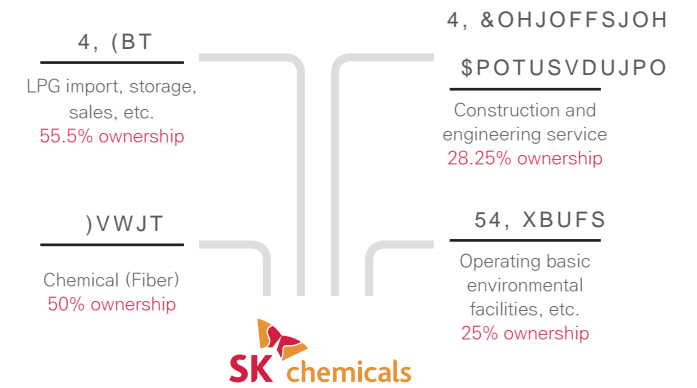 4, (BT
LPG import, storage,
sales, etc.
55.5% ownership
4, &OHJOFFSJOH
$POTUSVDUJPO
Construction and
engineering service
28.25% ownership
)VWJT
Chemical (Fiber)
50% ownership
54, XBUFS
Operating basic
environmental
facilities, etc.
25% ownership
SK chemicals